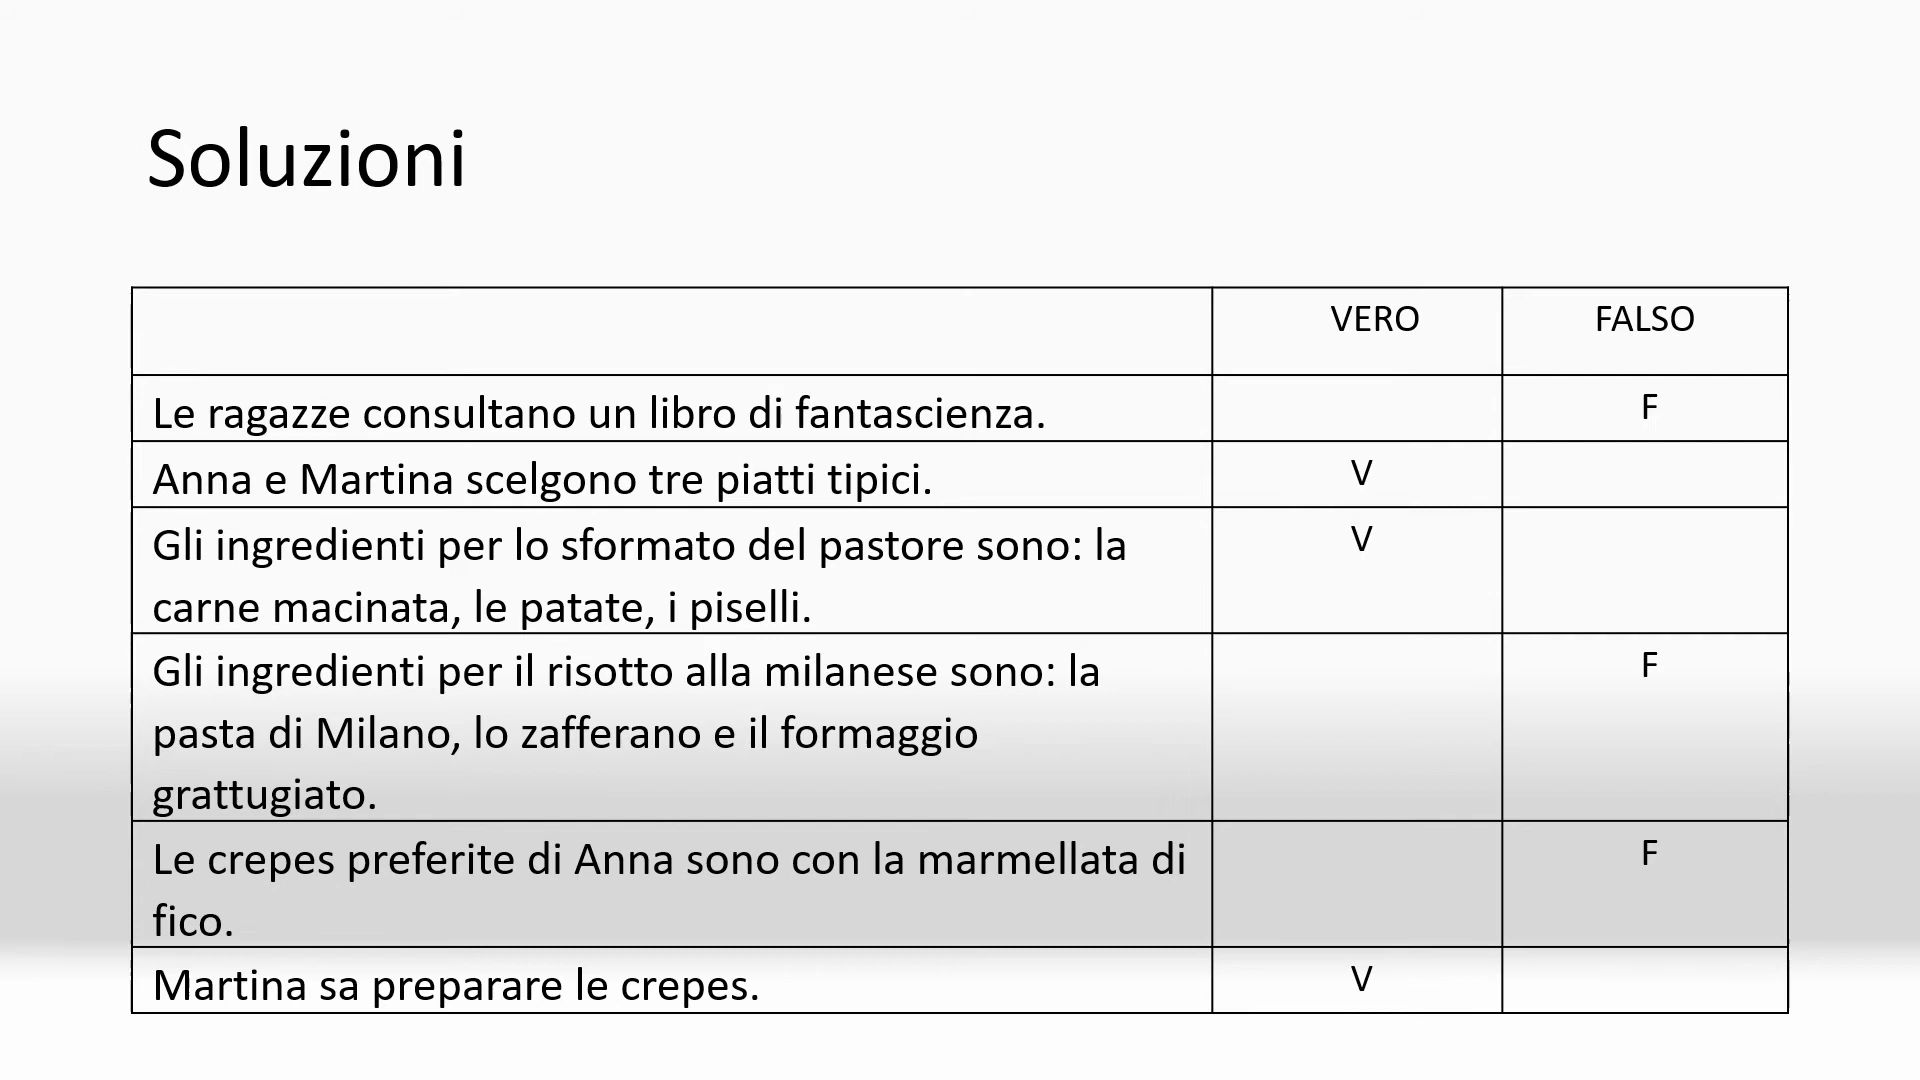 Soluzioni
VERO FALSO
Le ragazze consultano un libro di fantascienza. F
Anna e Martina scelgono tre piatti tipici. V
Gli ingredienti per lo sformato del pastore sono: la V
carne macinata, le patate, i piselli.
Gli ingredienti per il risotto alla milanese sono: la F
pasta di Milano, lo zafferano e il formaggio
grattugiato.
Le crepes preferite di Anna sono con la marmellata di F
fico.
Martina sa preparare le crepes. V